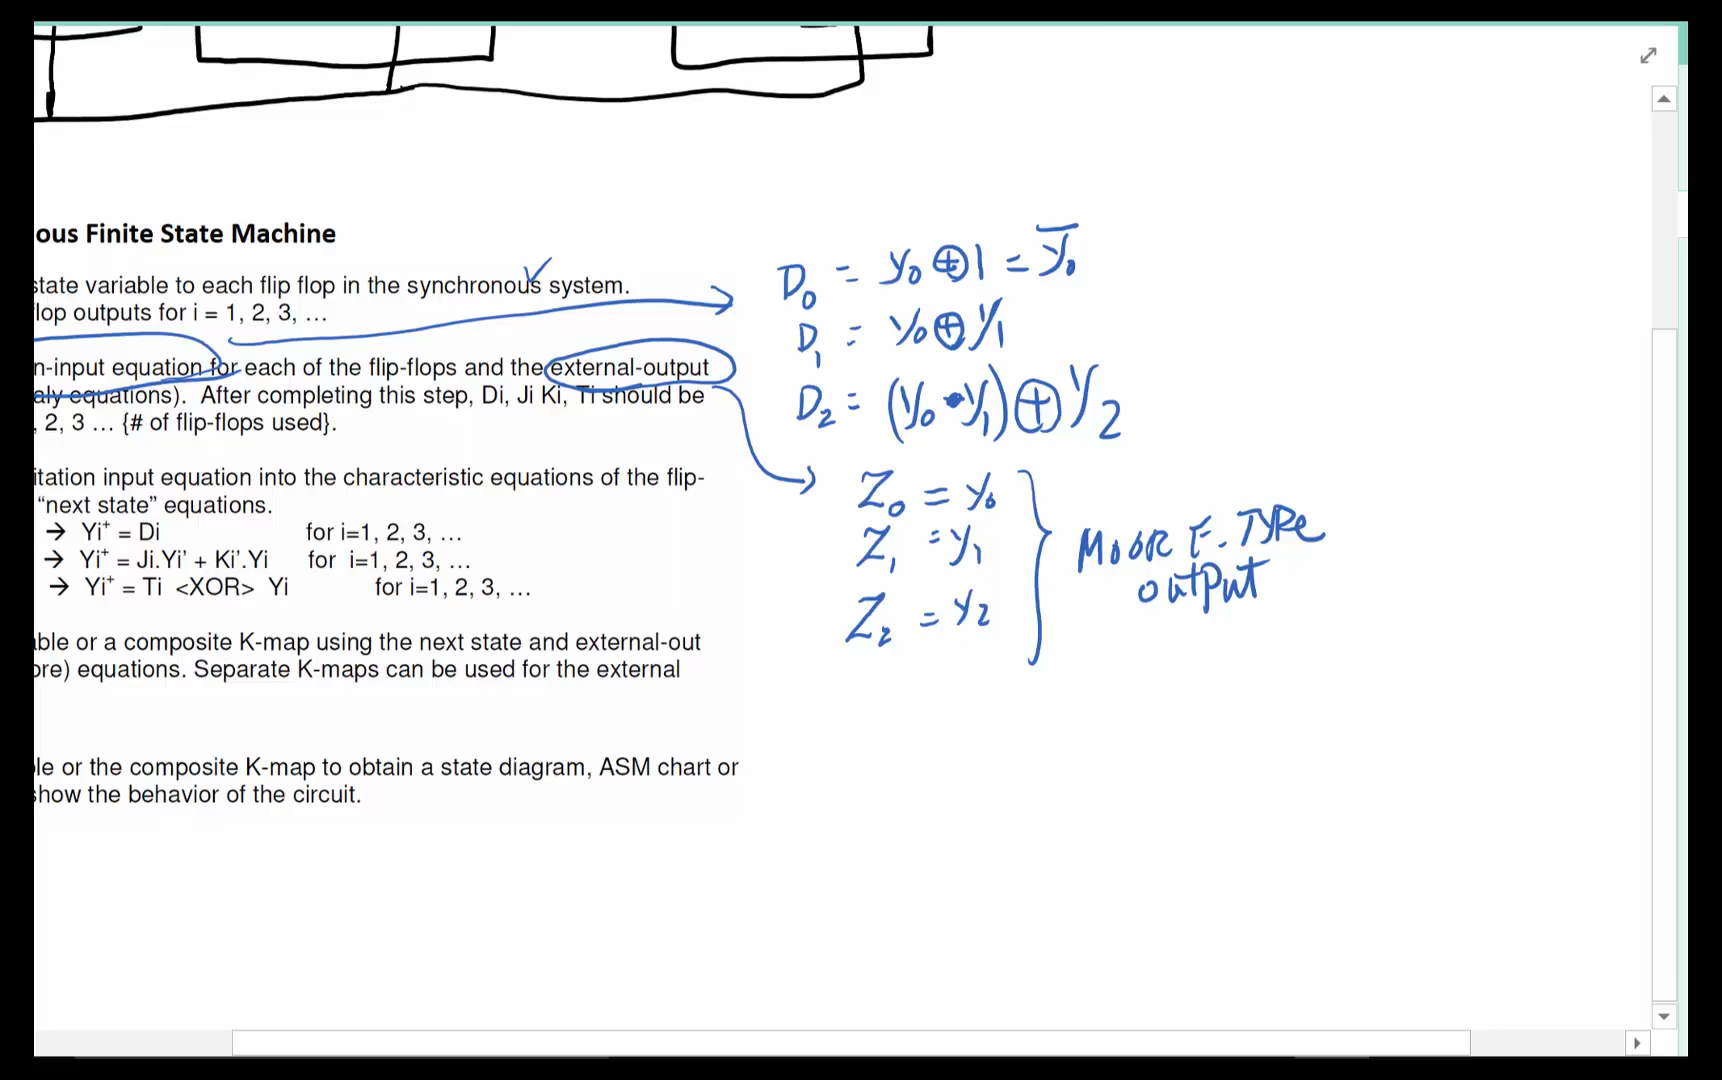 ous Finite State Machine
state variable to each flip flop in the synchronous system.
lop outputs for i = 1, 2, 3, …
n-input equation for each of the flip-flops and the external-output
aly equations). After completing this step, Di, Ji Ki, Ti should be
, 2, 3 … {# of flip-flops used}.
itation input equation into the characteristic equations of the flip-
“next state” equations.
→ Yi⁺ = Di for i=1, 2, 3, …
→ Yi⁺ = Ji.Yi' + Ki'.Yi for i=1, 2, 3, …
→ Yi⁺ = Ti <XOR> Yi for i=1, 2, 3, …
ble or a composite K-map using the next state and external-out
ore) equations. Separate K-maps can be used for the external
le or the composite K-map to obtain a state diagram, ASM chart or
show the behavior of the circuit.
D₀ = y₀ ⊕ 1 = y̅₀
D₁ = y₀ ⊕ y₁
D₂ = (y₀ • y₁) ⊕ y₂
Z₀ = y₀
Z₁ = y₁
Z₂ = y₂
MOORE-TYPE
OUTPUT